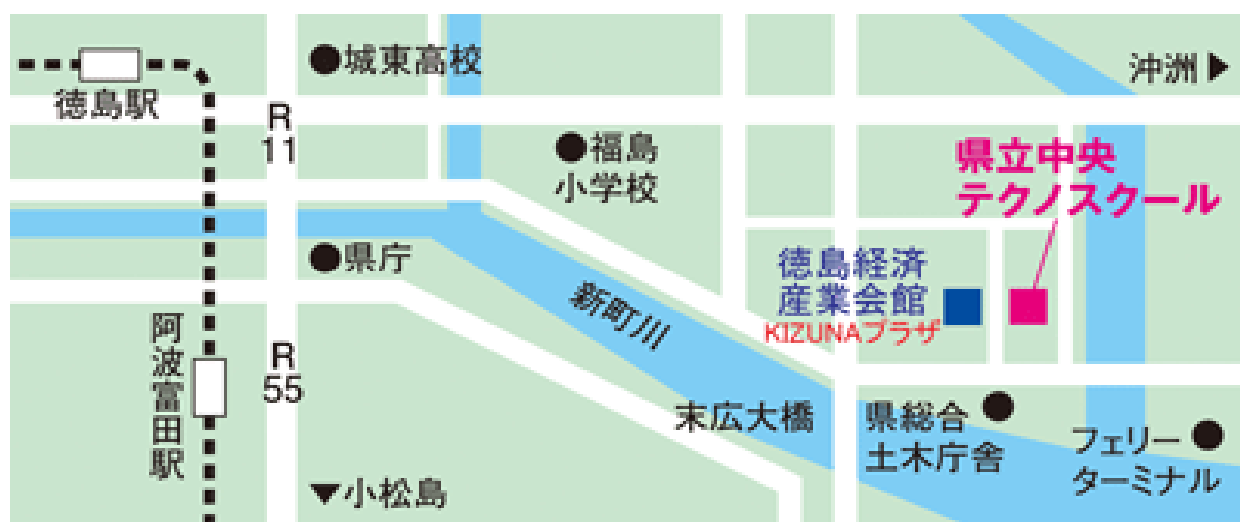 城東高校
沖洲
徳島駅
R
11
福島
小学校
県立中央
テクノスクール
県庁
徳島経済
産業会館
KIZUNAプラザ
新町川
阿波富田駅
R
55
末広大橋
県総合
土木庁舎
フェリー
ターミナル
小松島